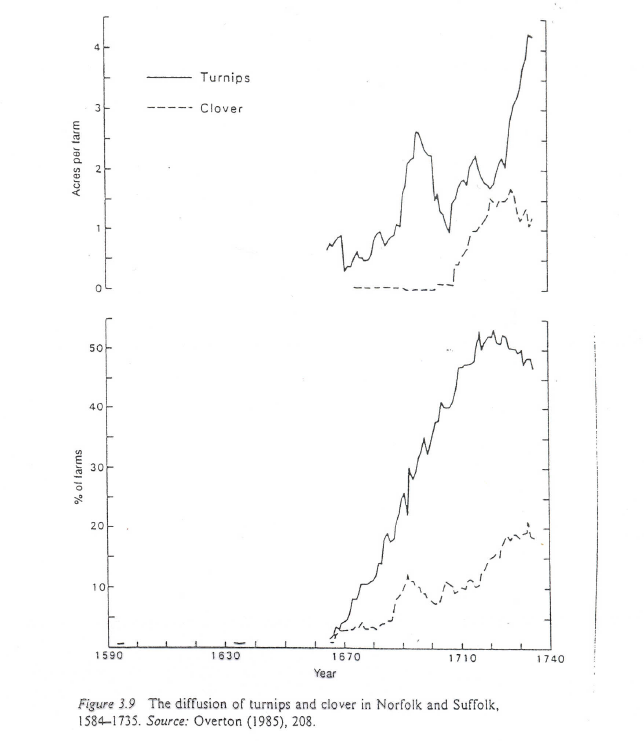 4
Turnips
3
Clover
Acres per farm
2
1
0
50
40
30
% of farms
20
10
1590 1630 1670 1710 1740
Year
Figure 3.9 The diffusion of turnips and clover in Norfolk and Suffolk,
1584–1735. Source: Overton (1985), 208.